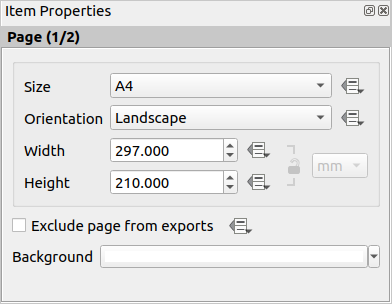 Item Properties
Page (1/2)
Size A4
Orientation Landscape
Width 297.000
mm
Height 210.000
Exclude page from exports
Background